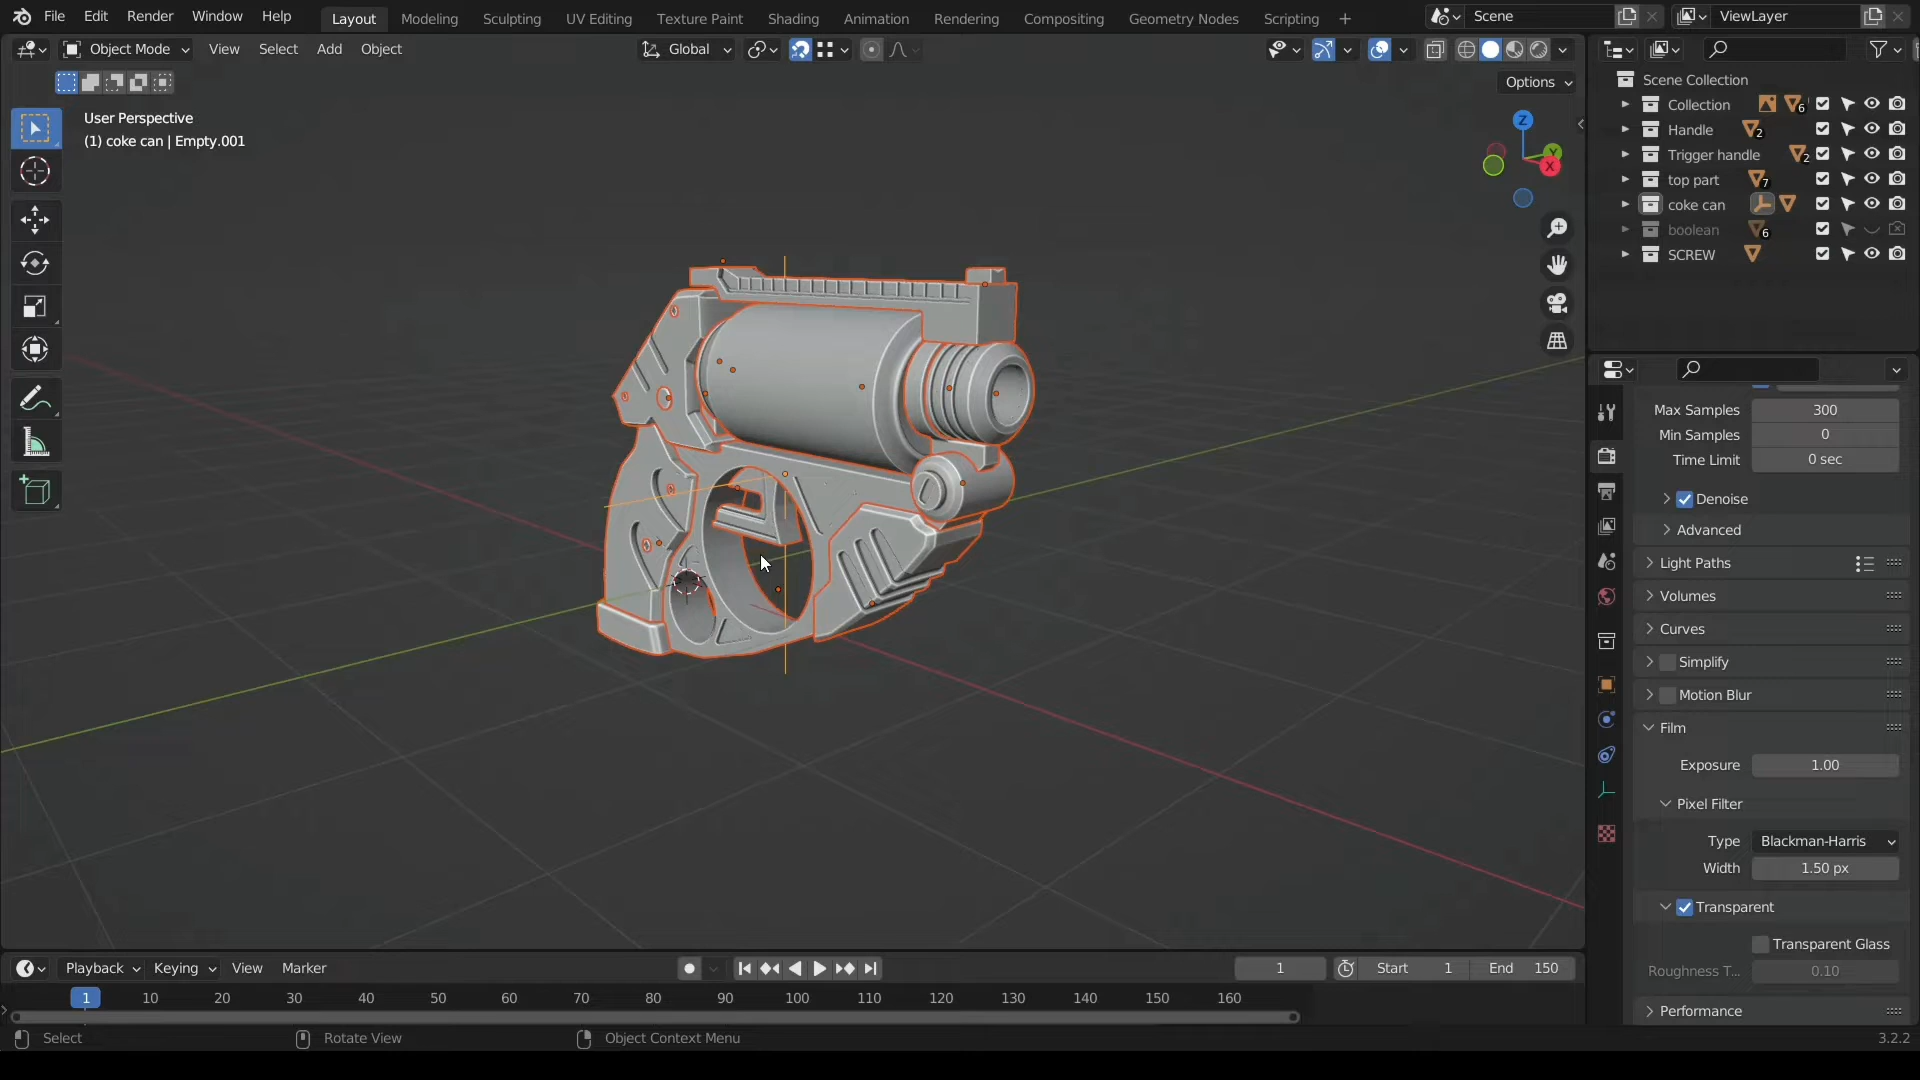 File Edit Render Window Help Layout Modeling Sculpting UV Editing Texture Paint Shading Animation Rendering Compositing Geometry Nodes Scripting + Scene ViewLayer
Object Mode View Select Add Object Global
Options
User Perspective
(1) coke can | Empty.001
Z
Y
X
Scene Collection
Collection 6
Handle 2
Trigger handle 2
top part 7
coke can
boolean 6
SCREW
Max Samples 300
Min Samples 0
Time Limit 0 sec
Denoise
Advanced
Light Paths
Volumes
Curves
Simplify
Motion Blur
Film
Exposure 1.00
Pixel Filter
Type Blackman-Harris
Width 1.50 px
Transparent
Transparent Glass
Roughness T... 0.10
Performance
Playback Keying View Marker 1 Start 1 End 150
1 10 20 30 40 50 60 70 80 90 100 110 120 130 140 150 160
Select Rotate View Object Context Menu 3.2.2